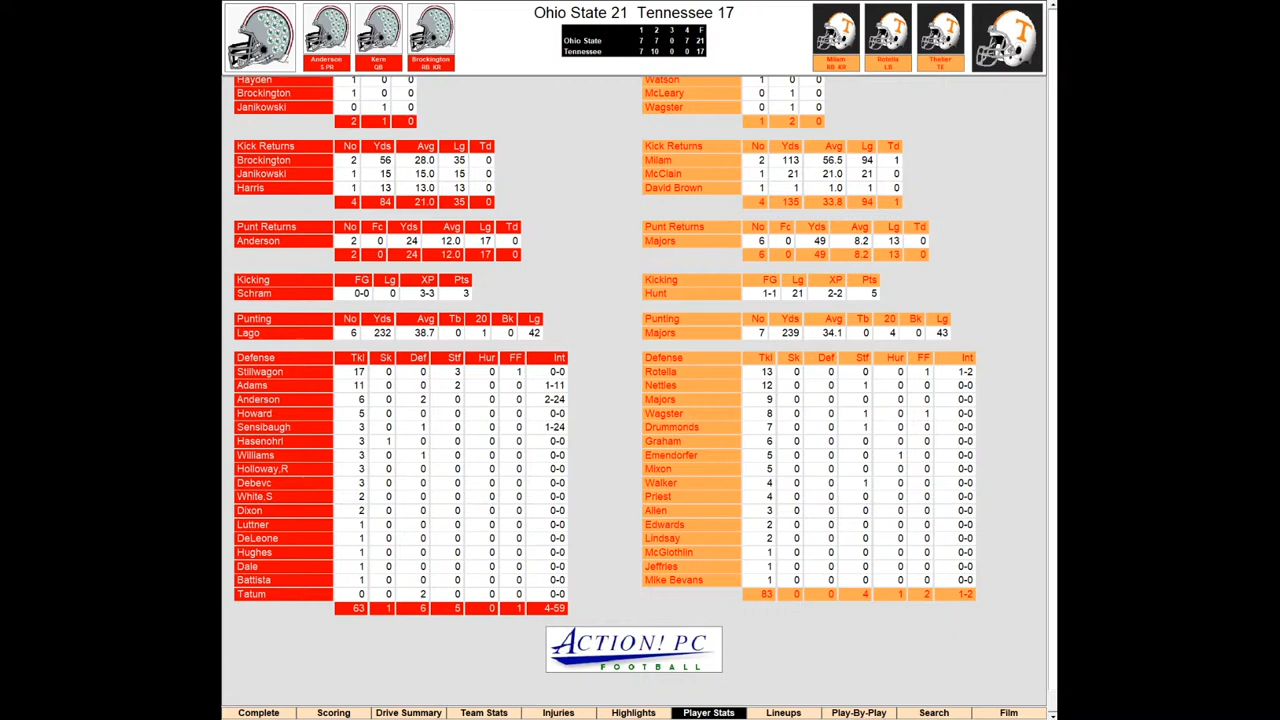 Ohio State 21 Tennessee 17
1 2 3 4 F
Ohio State 7 7 0 7 21
Tennessee 7 10 0 0 17
Anderson
S PR
Kern
QB
Brockington
RB KR
Milam
RB KR
Rotella
LB
Theiler
TE
Hayden 1 0 0
Brockington 1 0 0
Janikowski 0 1 0
2 1 0
Watson 1 0 0
McLeary 0 1 0
Wagster 0 1 0
1 2 0
Kick Returns No Yds Avg Lg Td
Brockington 2 56 28.0 35 0
Janikowski 1 15 15.0 15 0
Harris 1 13 13.0 13 0
4 84 21.0 35 0
Kick Returns No Yds Avg Lg Td
Milam 2 113 56.5 94 1
McClain 1 21 21.0 21 0
David Brown 1 1 1.0 1 0
4 135 33.8 94 1
Punt Returns No Fc Yds Avg Lg Td
Anderson 2 0 24 12.0 17 0
2 0 24 12.0 17 0
Punt Returns No Fc Yds Avg Lg Td
Majors 6 0 49 8.2 13 0
6 0 49 8.2 13 0
Kicking FG Lg XP Pts
Schram 0-0 0 3-3 3
Kicking FG Lg XP Pts
Hunt 1-1 21 2-2 5
Punting No Yds Avg Tb 20 Bk Lg
Lago 6 232 38.7 0 1 0 42
Punting No Yds Avg Tb 20 Bk Lg
Majors 7 239 34.1 0 4 0 43
Defense Tkl Sk Def Stf Hur FF Int
Stillwagon 17 0 0 3 0 1 0-0
Adams 11 0 0 2 0 0 1-11
Anderson 6 0 2 0 0 0 2-24
Howard 5 0 0 0 0 0 0-0
Sensibaugh 3 0 1 0 0 0 1-24
Hasenohrl 3 1 0 0 0 0 0-0
Williams 3 0 1 0 0 0 0-0
Holloway,R 3 0 0 0 0 0 0-0
Debevc 3 0 0 0 0 0 0-0
White,S 2 0 0 0 0 0 0-0
Dixon 2 0 0 0 0 0 0-0
Luttner 1 0 0 0 0 0 0-0
DeLeone 1 0 0 0 0 0 0-0
Hughes 1 0 0 0 0 0 0-0
Dale 1 0 0 0 0 0 0-0
Battista 1 0 0 0 0 0 0-0
Tatum 0 0 2 0 0 0 0-0
63 1 6 5 0 1 4-59
Defense Tkl Sk Def Stf Hur FF Int
Rotella 13 0 0 0 0 1 1-2
Nettles 12 0 0 1 0 0 0-0
Majors 9 0 0 0 0 0 0-0
Wagster 8 0 0 1 0 1 0-0
Drummonds 7 0 0 1 0 0 0-0
Graham 6 0 0 0 0 0 0-0
Emendorfer 5 0 0 0 1 0 0-0
Mixon 5 0 0 0 0 0 0-0
Walker 4 0 0 1 0 0 0-0
Priest 4 0 0 0 0 0 0-0
Allen 3 0 0 0 0 0 0-0
Edwards 2 0 0 0 0 0 0-0
Lindsay 2 0 0 0 0 0 0-0
McGlothlin 1 0 0 0 0 0 0-0
Jeffries 1 0 0 0 0 0 0-0
Mike Bevans 1 0 0 0 0 0 0-0
83 0 0 4 1 2 1-2
ACTION! PC
FOOTBALL
Complete Scoring Drive Summary Team Stats Injuries Highlights Player Stats Lineups Play-By-Play Search Film